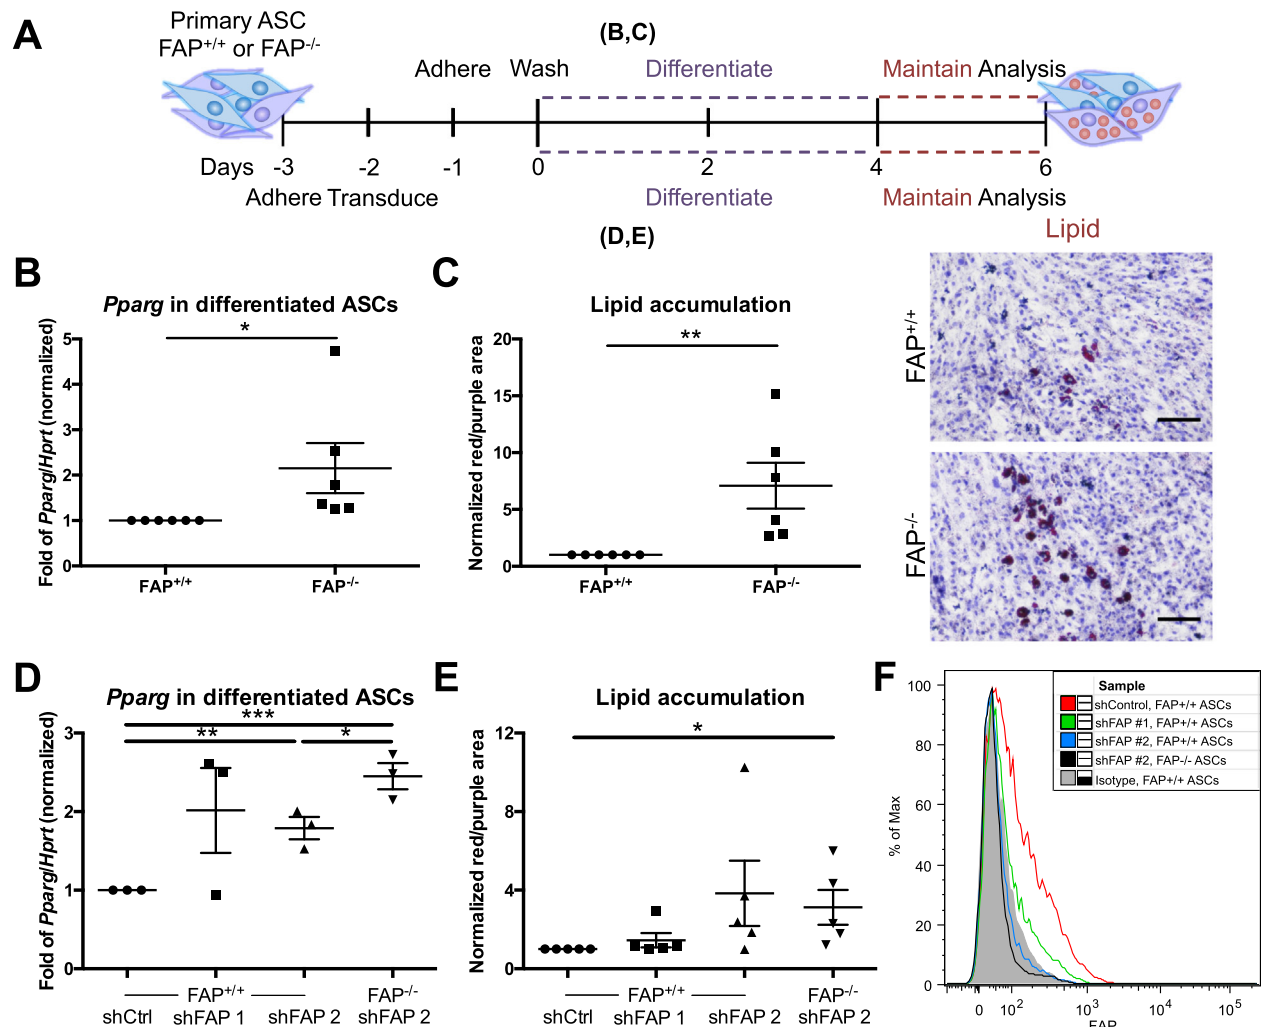 A
Primary ASC
FAP+/+ or FAP-/-
(B,C)
Adhere Wash Differentiate Maintain Analysis
Days -3 -2 -1 0 2 4 6
Adhere Transduce Differentiate Maintain Analysis
(D,E)
Lipid
B
Pparg in differentiated ASCs
*
Fold of Pparg/Hprt (normalized)
5
4
3
2
1
0
FAP+/+ FAP-/-
C
Lipid accumulation
**
Normalized red/purple area
20
15
10
5
0
FAP+/+ FAP-/-
FAP+/+
FAP-/-
D
Pparg in differentiated ASCs
***
** *
Fold of Pparg/Hprt (normalized)
3
2
1
0
FAP+/+ FAP-/-
shCtrl shFAP 1 shFAP 2 shFAP 2
E
Lipid accumulation
*
Normalized red/purple area
12
8
4
0
FAP+/+ FAP-/-
shCtrl shFAP 1 shFAP 2 shFAP 2
F
Sample
shControl, FAP+/+ ASCs
shFAP #1, FAP+/+ ASCs
shFAP #2, FAP+/+ ASCs
shFAP #2, FAP-/- ASCs
Isotype, FAP+/+ ASCs
% of Max
100
80
60
40
20
0
0 10^2 10^3 10^4 10^5
FAP